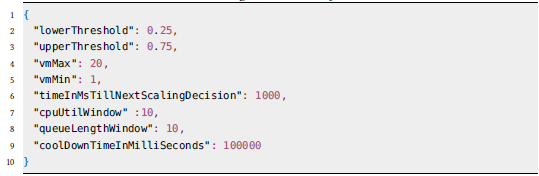 1 {
2 "lowerThreshold": 0.25,
3 "upperThreshold": 0.75,
4 "vmMax": 20,
5 "vmMin": 1,
6 "timeInMsTillNextScalingDecision": 1000,
7 "cpuUtilWindow" :10,
8 "queueLengthWindow": 10,
9 "coolDownTimeInMilliSeconds": 100000
10 }